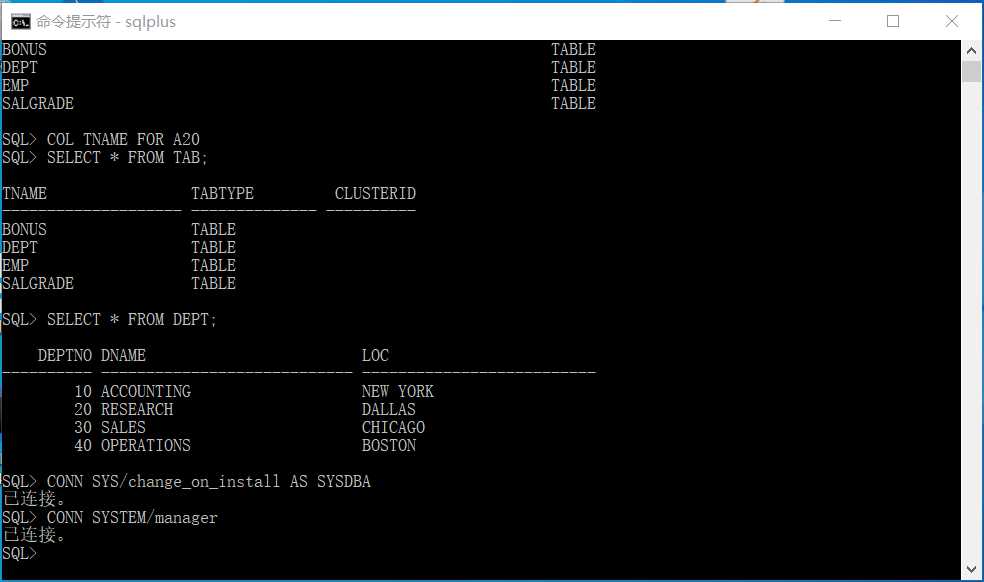 命令提示符 - sqlplus
BONUS TABLE
DEPT TABLE
EMP TABLE
SALGRADE TABLE
SQL> COL TNAME FOR A20
SQL> SELECT * FROM TAB;
TNAME TABTYPE CLUSTERID
-------------------- -------------- ----------
BONUS TABLE
DEPT TABLE
EMP TABLE
SALGRADE TABLE
SQL> SELECT * FROM DEPT;
DEPTNO DNAME LOC
---------- ---------------------------- --------------------------
10 ACCOUNTING NEW YORK
20 RESEARCH DALLAS
30 SALES CHICAGO
40 OPERATIONS BOSTON
SQL> CONN SYS/change_on_install AS SYSDBA
已连接。
SQL> CONN SYSTEM/manager
已连接。
SQL>